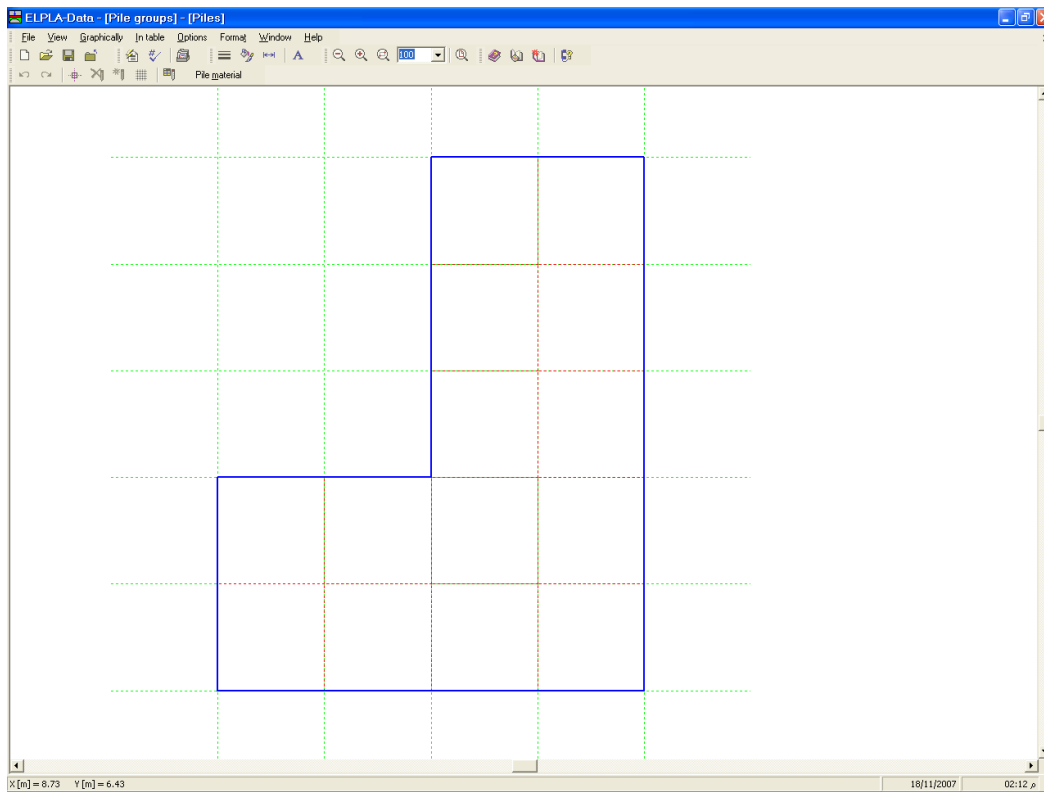 ELPLA-Data - [Pile groups] - [Piles]
File View Graphically In table Options Format Window Help
A 100
Pile material
X [m] = 8.73 Y [m] = 6.43 18/11/2007 02:12 م